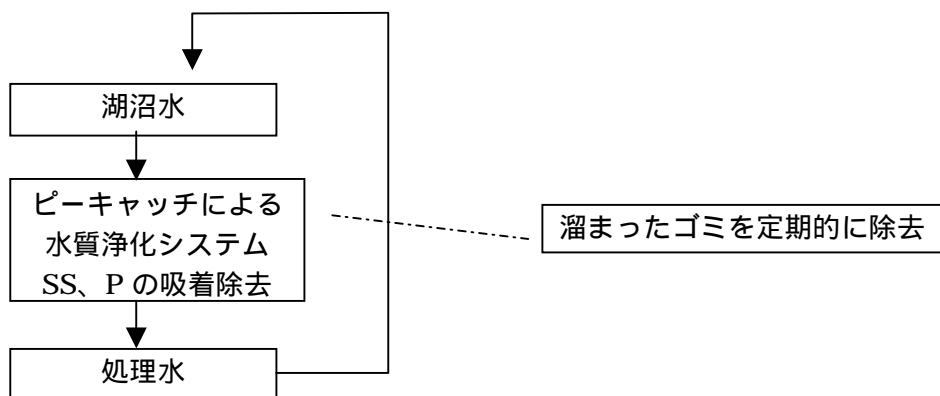 湖沼水
ピーキャッチによる
水質浄化システム
SS、P の吸着除去
溜まったゴミを定期的に除去
処理水